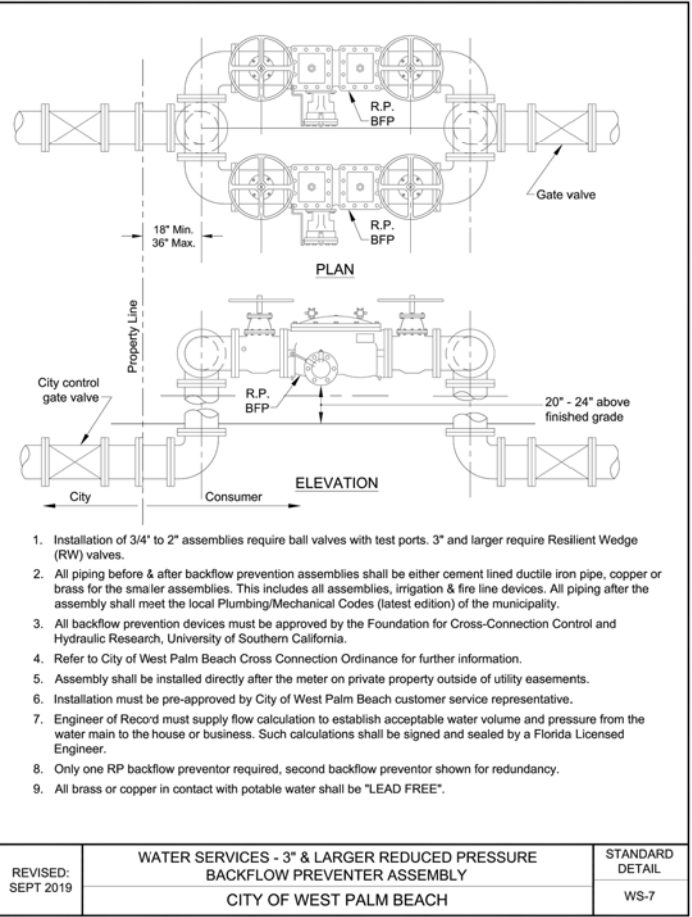 R.P.
BFP
Gate valve
18" Min.
36" Max.
R.P.
BFP
PLAN
Property Line
City control
gate valve
R.P.
BFP
20" - 24" above
finished grade
ELEVATION
City
Consumer
1. Installation of 3/4" to 2" assemblies require ball valves with test ports. 3" and larger require Resilient Wedge
(RW) valves.
2. All piping before & after backflow prevention assemblies shall be either cement lined ductile iron pipe, copper or
brass for the smaller assemblies. This includes all assemblies, irrigation & fire line devices. All piping after the
assembly shall meet the local Plumbing/Mechanical Codes (latest edition) of the municipality.
3. All backflow prevention devices must be approved by the Foundation for Cross-Connection Control and
Hydraulic Research, University of Southern California.
4. Refer to City of West Palm Beach Cross Connection Ordinance for further information.
5. Assembly shall be installed directly after the meter on private property outside of utility easements.
6. Installation must be pre-approved by City of West Palm Beach customer service representative.
7. Engineer of Record must supply flow calculation to establish acceptable water volume and pressure from the
water main to the house or business. Such calculations shall be signed and sealed by a Florida Licensed
Engineer.
8. Only one RP backflow preventor required, second backflow preventor shown for redundancy.
9. All brass or copper in contact with potable water shall be "LEAD FREE".
REVISED:
SEPT 2019
WATER SERVICES - 3" & LARGER REDUCED PRESSURE
BACKFLOW PREVENTER ASSEMBLY
CITY OF WEST PALM BEACH
STANDARD
DETAIL
WS-7